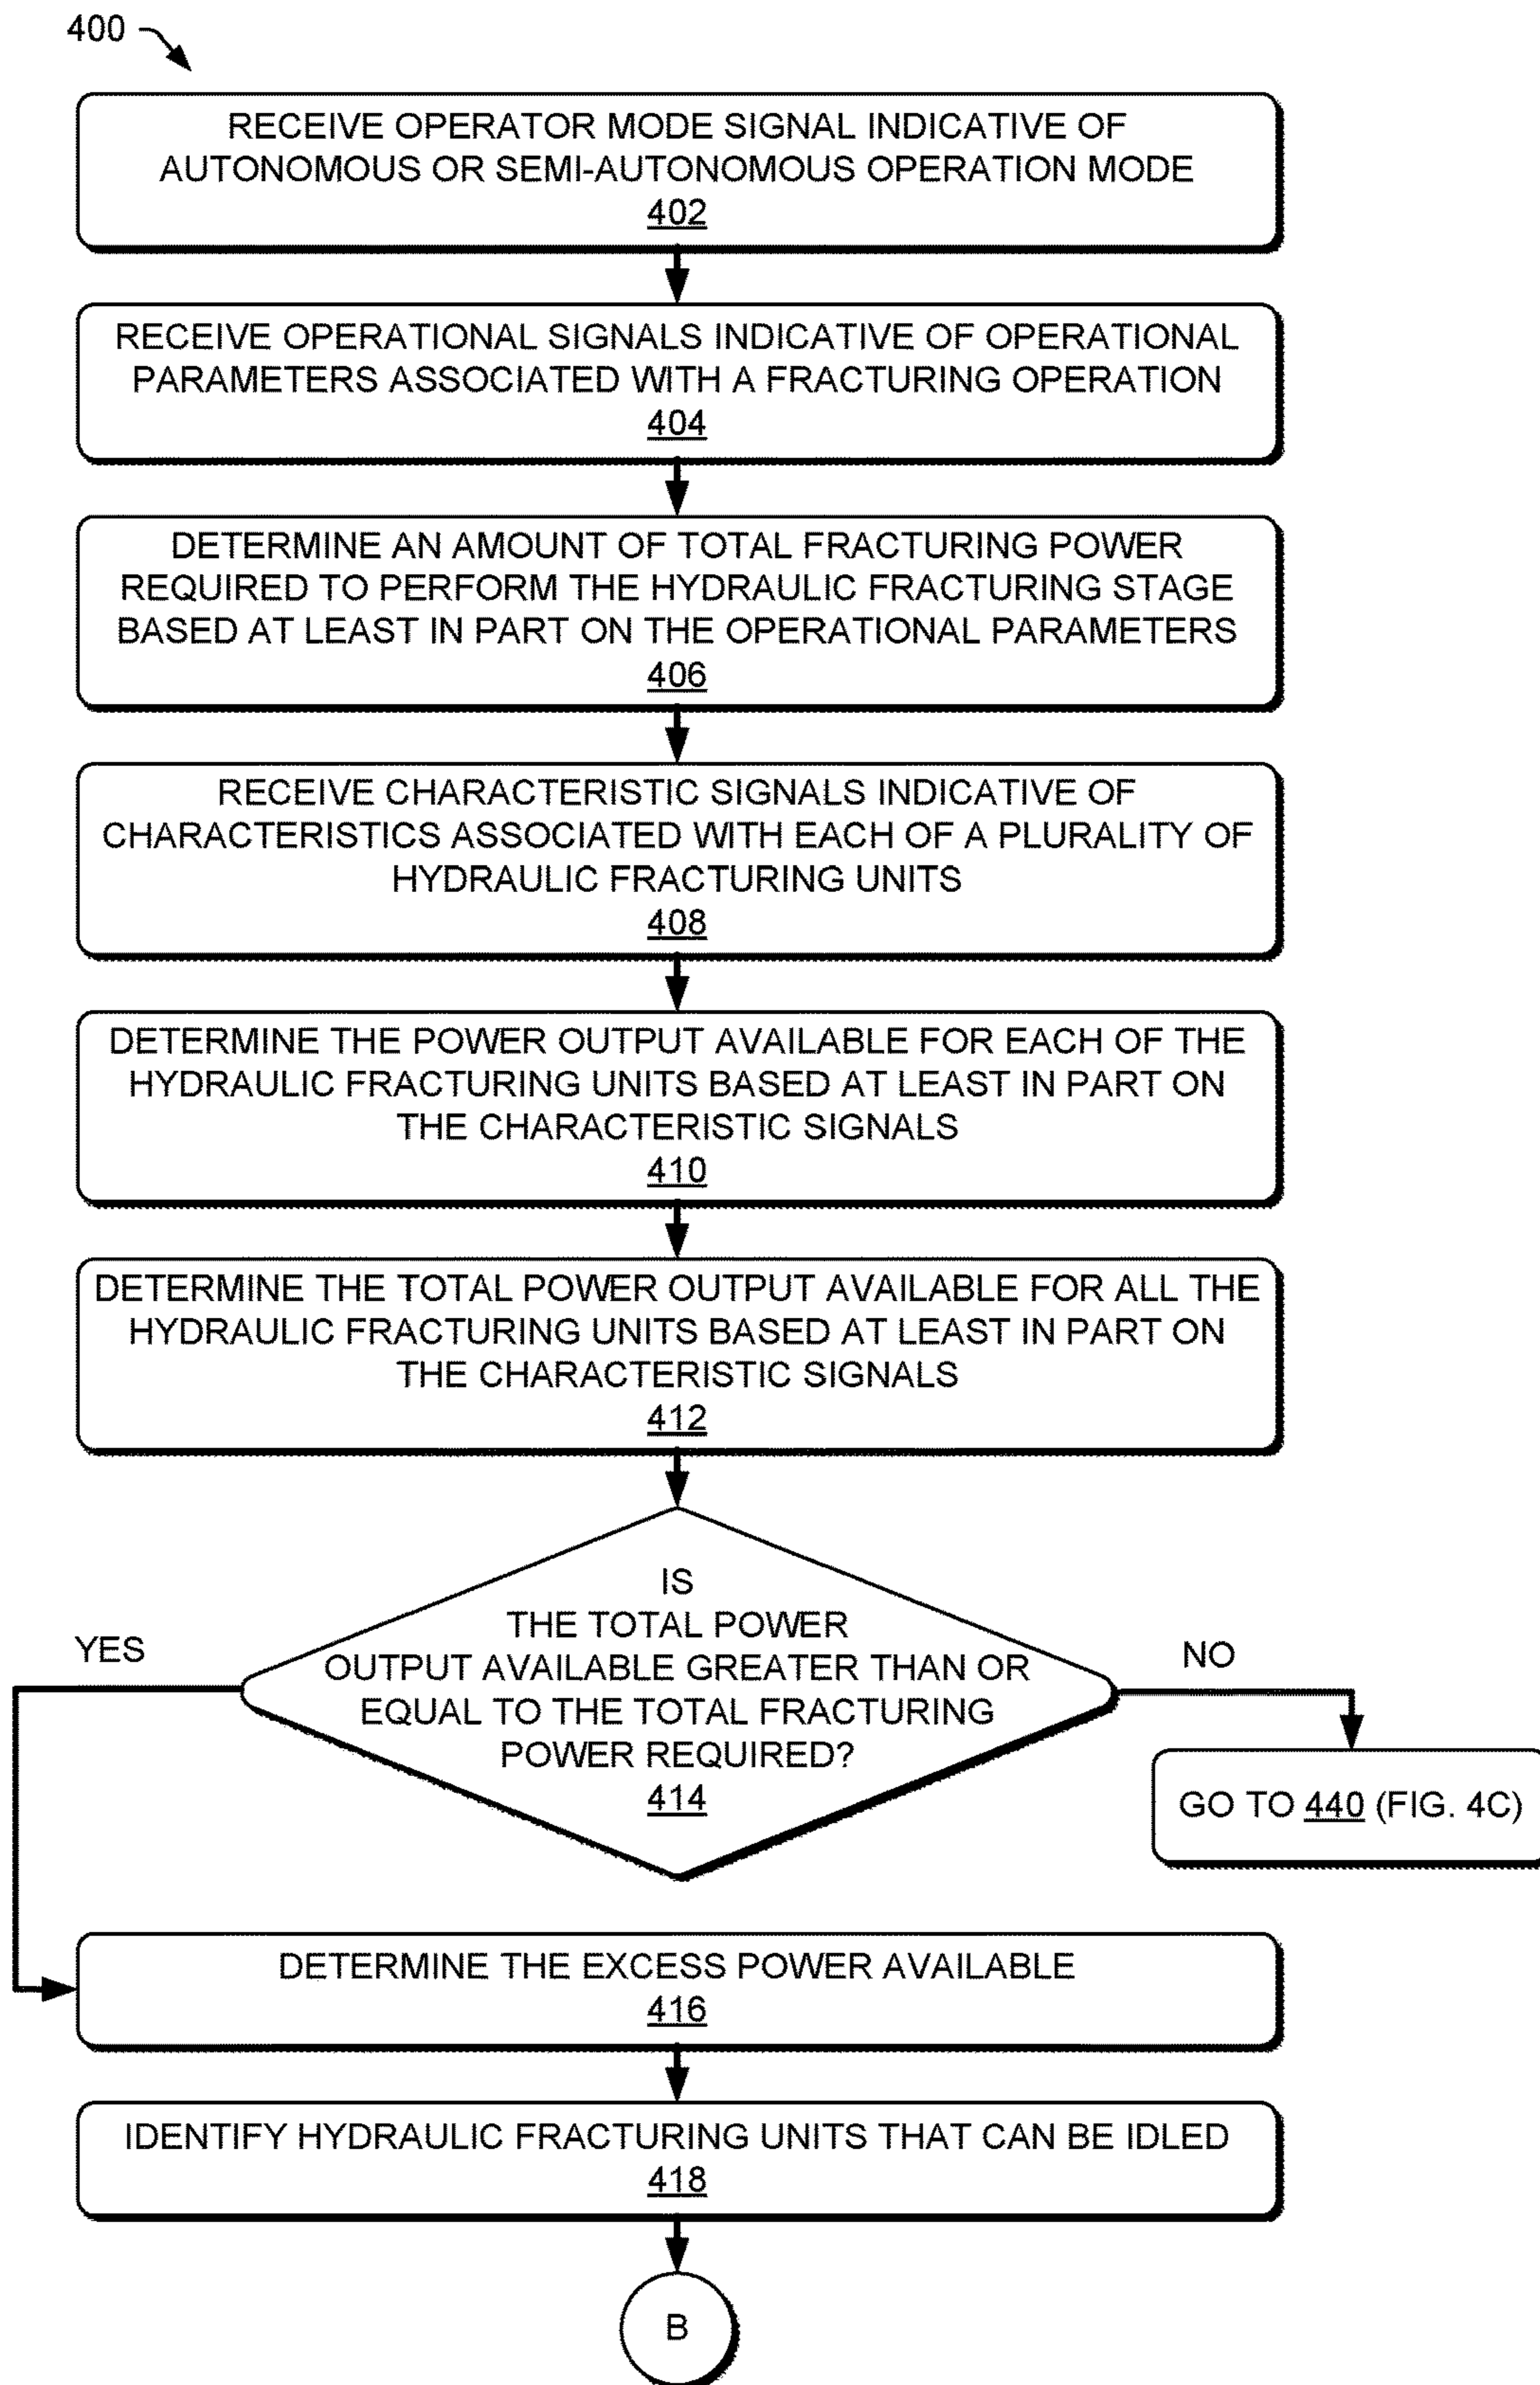 400
RECEIVE OPERATOR MODE SIGNAL INDICATIVE OF
AUTONOMOUS OR SEMI-AUTONOMOUS OPERATION MODE
402
RECEIVE OPERATIONAL SIGNALS INDICATIVE OF OPERATIONAL
PARAMETERS ASSOCIATED WITH A FRACTURING OPERATION
404
DETERMINE AN AMOUNT OF TOTAL FRACTURING POWER
REQUIRED TO PERFORM THE HYDRAULIC FRACTURING STAGE
BASED AT LEAST IN PART ON THE OPERATIONAL PARAMETERS
406
RECEIVE CHARACTERISTIC SIGNALS INDICATIVE OF
CHARACTERISTICS ASSOCIATED WITH EACH OF A PLURALITY OF
HYDRAULIC FRACTURING UNITS
408
DETERMINE THE POWER OUTPUT AVAILABLE FOR EACH OF THE
HYDRAULIC FRACTURING UNITS BASED AT LEAST IN PART ON
THE CHARACTERISTIC SIGNALS
410
DETERMINE THE TOTAL POWER OUTPUT AVAILABLE FOR ALL THE
HYDRAULIC FRACTURING UNITS BASED AT LEAST IN PART ON
THE CHARACTERISTIC SIGNALS
412
IS
THE TOTAL POWER
OUTPUT AVAILABLE GREATER THAN OR
EQUAL TO THE TOTAL FRACTURING
POWER REQUIRED?
414
YES
NO
GO TO 440 (FIG. 4C)
DETERMINE THE EXCESS POWER AVAILABLE
416
IDENTIFY HYDRAULIC FRACTURING UNITS THAT CAN BE IDLED
418
B